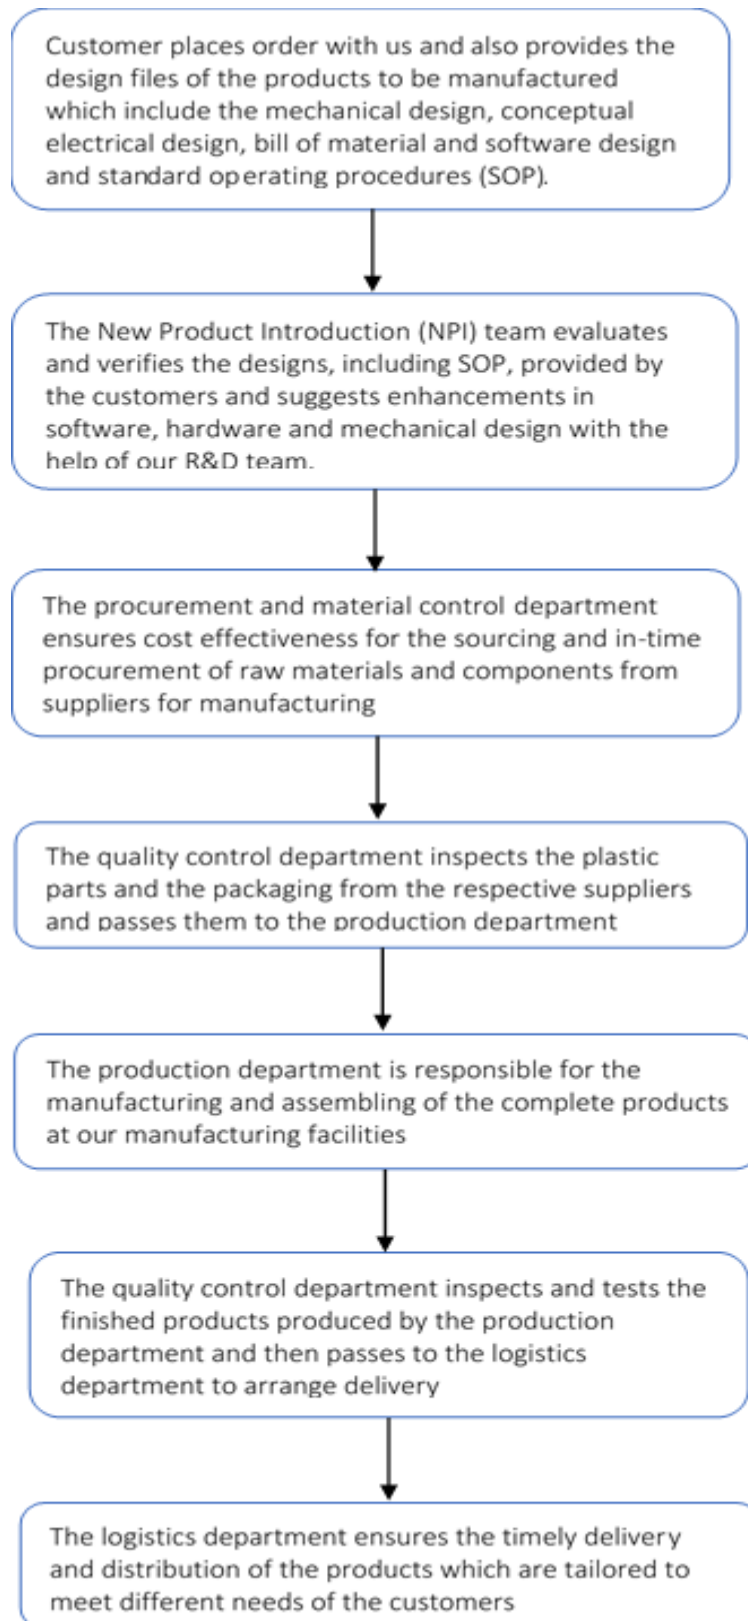 Customer places order with us and also provides the
design files of the products to be manufactured
which include the mechanical design, conceptual
electrical design, bill of material and software design
and standard operating procedures (SOP).
The New Product Introduction (NPI) team evaluates
and verifies the designs, including SOP, provided by
the customers and suggests enhancements in
software, hardware and mechanical design with the
help of our R&D team.
The procurement and material control department
ensures cost effectiveness for the sourcing and in-time
procurement of raw materials and components from
suppliers for manufacturing
The quality control department inspects the plastic
parts and the packaging from the respective suppliers
and passes them to the production department
The production department is responsible for the
manufacturing and assembling of the complete products
at our manufacturing facilities
The quality control department inspects and tests the
finished products produced by the production
department and then passes to the logistics
department to arrange delivery
The logistics department ensures the timely delivery
and distribution of the products which are tailored to
meet different needs of the customers